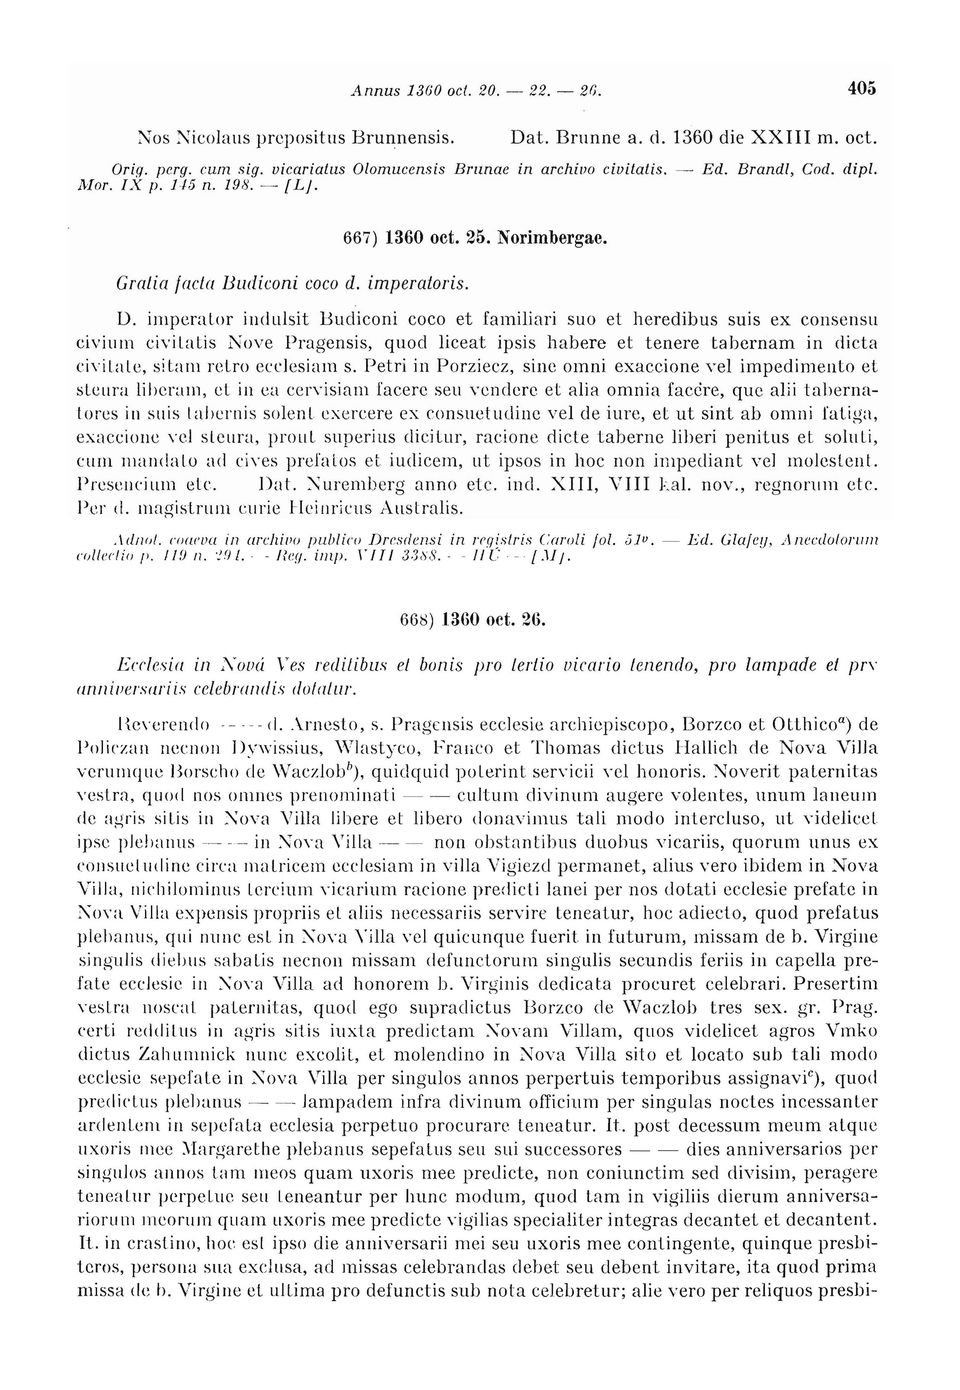 Annus 1360 oct. 20. — 22. — 26. 405
Nos Nicolaus prepositus Brunnensis. Dat. Brunne a. d. 1360 die XXIII m. oct.
Orig. perg. cum sig. vicariatus Olomucensis Brunae in archivo civitatis. — Ed. Brandl, Cod. dipl.
Mor. IX p. 145 n. 198. — [L].
667) 1360 oct. 25. Norimbergae.
Gratia facta Budiconi coco d. imperatoris.
D. imperator indulsit Budiconi coco et familiari suo et heredibus suis ex consensu
civium civitatis Nove Pragensis, quod liceat ipsis habere et tenere tabernam in dicta
civitate, sitam retro ecclesiam s. Petri in Porziecz, sine omni exaccione vel impedimento et
steura liberam, et in ea cervisiam facere seu vendere et alia omnia facere, que alii taberna-
tores in suis tabernis solent exercere ex consuetudine vel de iure, et ut sint ab omni fatiga,
exaccione vel steura, prout superius dicitur, racione dicte taberne liberi penitus et soluti,
cum mandato ad cives prefatos et iudicem, ut ipsos in hoc non impediant vel molestent.
Presencium etc. Dat. Nuremberg anno etc. ind. XIII, VIII kal. nov., regnorum etc.
Per d. magistrum curie Heinricus Australis.
Adnot. coaeva in archivo publico Dresdensi in registris Caroli fol. 51v. — Ed. Glafey, Anecdotorum
collectio p. 119 n. 291. - Reg. imp. VIII 3388. - - HÚ - - [M].
668) 1360 oct. 26.
Ecclesia in Nová Ves reditibus et bonis pro tertio vicario tenendo, pro lampade et pro
anniversariis celebrandis dotatur.
Reverendo - - - - - d. Arnesto, s. Pragensis ecclesie archiepiscopo, Borzco et Otthico a) de
Policzan necnon Dywissius, Wlastyco, Franco et Thomas dictus Hallich de Nova Villa
verumque Borscho de Waczlob b), quidquid poterint servicii vel honoris. Noverit paternitas
vestra, quod nos omnes prenominati — — cultum divinum augere volentes, unum laneum
de agris sitis in Nova Villa libere et libero donavimus tali modo intercluso, ut videlicet
ipse plebanus — — in Nova Villa — — non obstantibus duobus vicariis, quorum unus ex
consuetudine circa matricem ecclesiam in villa Vigiezd permanet, alius vero ibidem in Nova
Villa, nichilominus tercium vicarium racione predicti lanei per nos dotati ecclesie prefate in
Nova Villa expensis propriis et aliis necessariis servire teneatur, hoc adiecto, quod prefatus
plebanus, qui nunc est in Nova Villa vel quicunque fuerit in futurum, missam de b. Virgine
singulis diebus sabatis necnon missam defunctorum singulis secundis feriis in capella pre-
fate ecclesie in Nova Villa ad honorem b. Virginis dedicata procuret celebrari. Presertim
vestra noscat paternitas, quod ego supradictus Borzco de Waczlob tres sex. gr. Prag.
certi redditus in agris sitis iuxta predictam Novam Villam, quos videlicet agros Vmko
dictus Zahumnick nunc excolit, et molendino in Nova Villa sito et locato sub tali modo
ecclesie sepefate in Nova Villa per singulos annos perpertuis temporibus assignavi c), quod
predictus plebanus — — lampadem infra divinum officium per singulas noctes incessanter
ardentem in sepefata ecclesia perpetuo procurare teneatur. It. post decessum meum atque
uxoris mee Margarethe plebanus sepefatus seu sui successores — — dies anniversarios per
singulos annos tam meos quam uxoris mee predicte, non coniunctim sed divisim, peragere
teneatur perpetue seu teneantur per hunc modum, quod tam in vigiliis dierum anniversa-
riorum meorum quam uxoris mee predicte vigilias specialiter integras decantet et decantent.
It. in crastino, hoc est ipso die anniversarii mei seu uxoris mee contingente, quinque presbi-
teros, persona sua exclusa, ad missas celebrandas debet seu debent invitare, ita quod prima
missa de b. Virgine et ultima pro defunctis sub nota celebretur; alie vero per reliquos presbi-